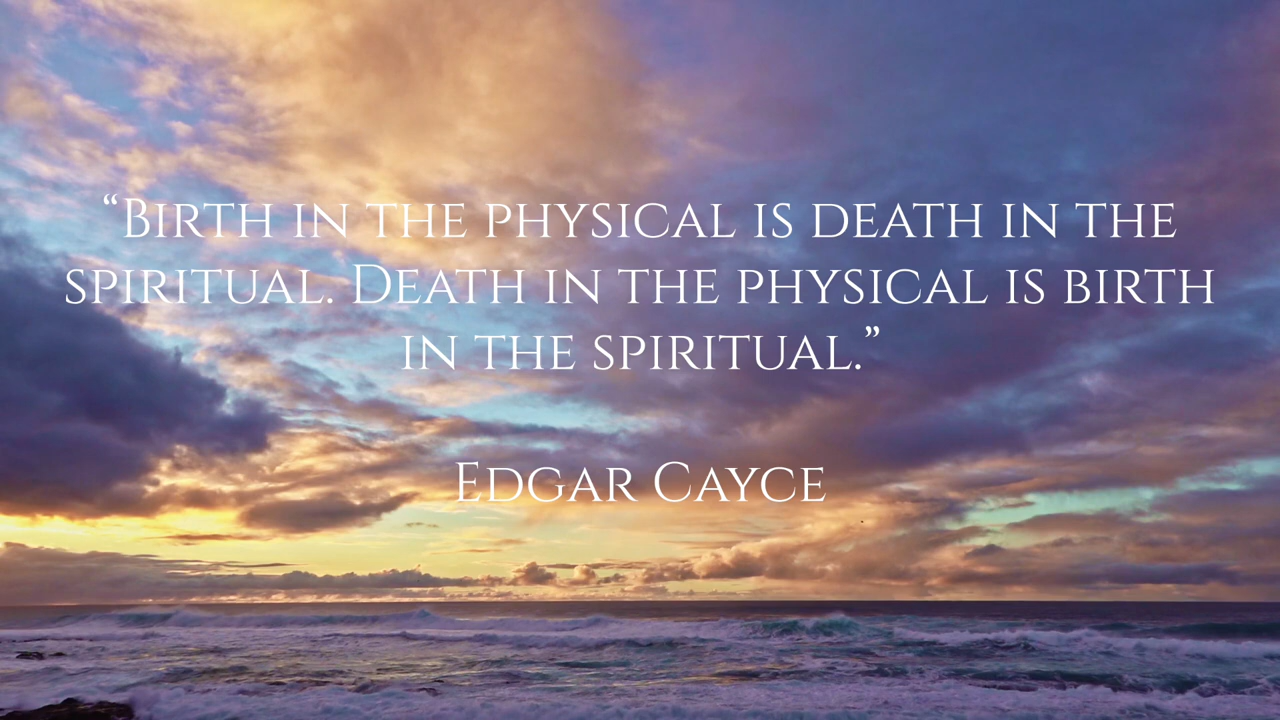 “Birth in the physical is death in the
spiritual. Death in the physical is birth
in the spiritual.”
Edgar Cayce